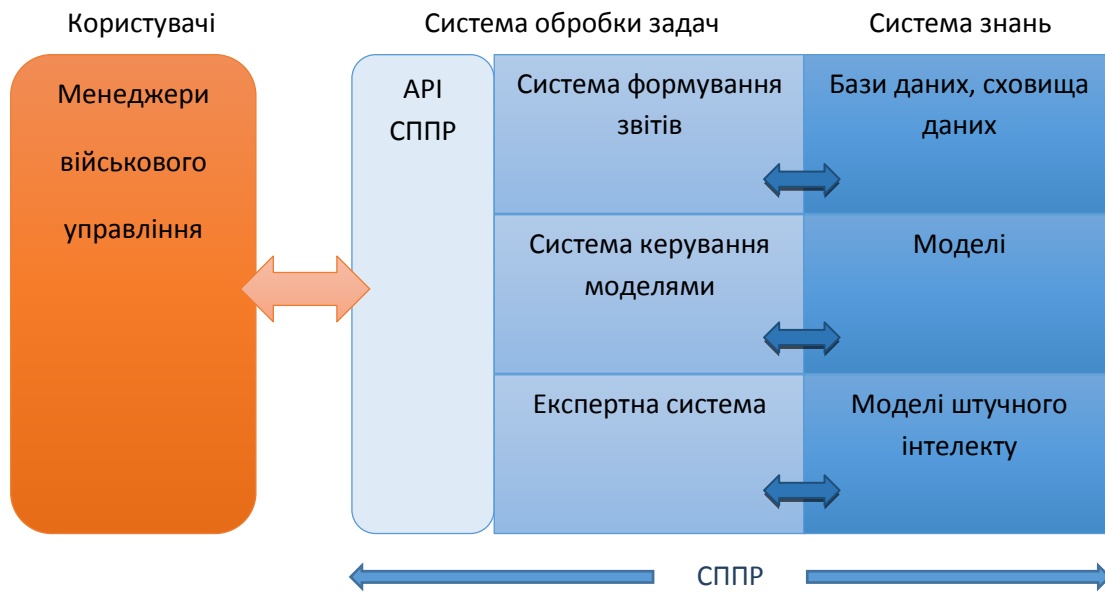 Користувачі
Система обробки задач
Система знань
Менеджери
військового
управління
АРІ
СППР
Система формування
звітів
Бази даних, сховища
даних
Система керування
моделями
Моделі
Експертна система
Моделі штучного
інтелекту
СППР